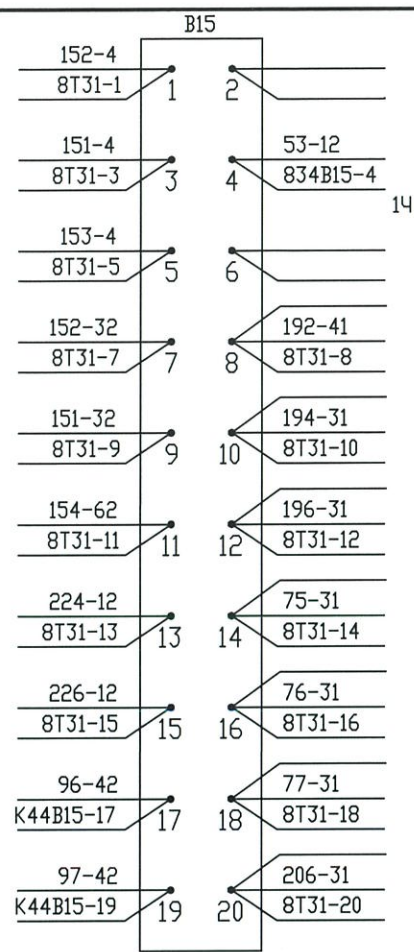 B15
152-4
8T31-1
1 2
151-4 53-12
8T31-3 834B15-4
3 4
14
153-4
8T31-5
5 6
152-32 192-41
8T31-7 8T31-8
7 8
151-32 194-31
8T31-9 8T31-10
9 10
154-62 196-31
8T31-11 8T31-12
11 12
224-12 75-31
8T31-13 8T31-14
13 14
226-12 76-31
8T31-15 8T31-16
15 16
96-42 77-31
K44B15-17 8T31-18
17 18
97-42 206-31
K44B15-19 8T31-20
19 20